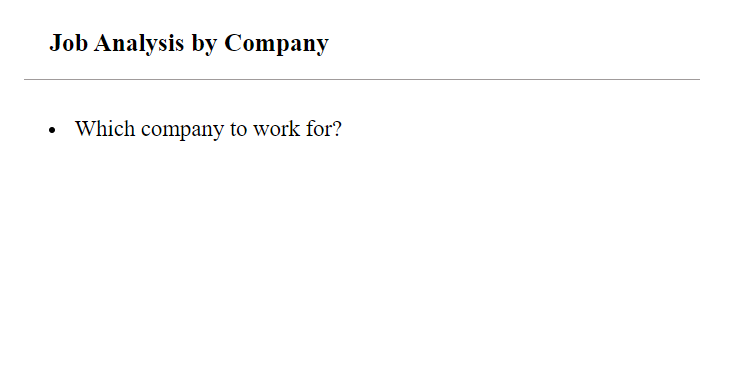 Job Analysis by Company
• Which company to work for?